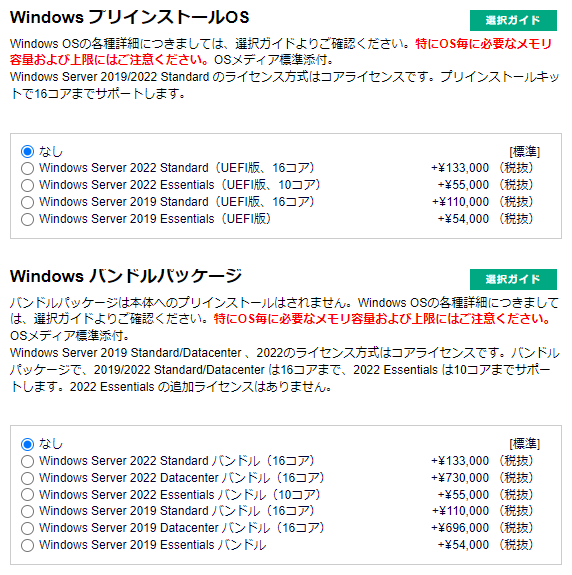 Windows プリインストールOS
選択ガイド
Windows OSの各種詳細につきましては、選択ガイドよりご確認ください。特にOS毎に必要なメモリ
容量および上限にはご注意ください。OSメディア標準添付。
Windows Server 2019/2022 Standard のライセンス方式はコアライセンスです。プリインストールキッ
トで16コアまでサポートします。
なし [標準]
Windows Server 2022 Standard（UEFI版、16コア） +¥133,000 （税抜）
Windows Server 2022 Essentials（UEFI版、10コア） +¥55,000 （税抜）
Windows Server 2019 Standard（UEFI版、16コア） +¥110,000 （税抜）
Windows Server 2019 Essentials（UEFI版） +¥54,000 （税抜）
Windows バンドルパッケージ
選択ガイド
バンドルパッケージは本体へのプリインストールはされません。Windows OSの各種詳細につきまして
は、選択ガイドよりご確認ください。特にOS毎に必要なメモリ容量および上限にはご注意ください。
OSメディア標準添付。
Windows Server 2019 Standard/Datacenter 、2022のライセンス方式はコアライセンスです。バンドル
パッケージで、2019/2022 Standard/Datacenter は16コアまで、2022 Essentials は10コアまでサポー
トします。2022 Essentials の追加ライセンスはありません。
なし [標準]
Windows Server 2022 Standard バンドル（16コア） +¥133,000 （税抜）
Windows Server 2022 Datacenter バンドル（16コア） +¥730,000 （税抜）
Windows Server 2022 Essentials バンドル（10コア） +¥55,000 （税抜）
Windows Server 2019 Standard バンドル（16コア） +¥110,000 （税抜）
Windows Server 2019 Datacenter バンドル（16コア） +¥696,000 （税抜）
Windows Server 2019 Essentials バンドル +¥54,000 （税抜）